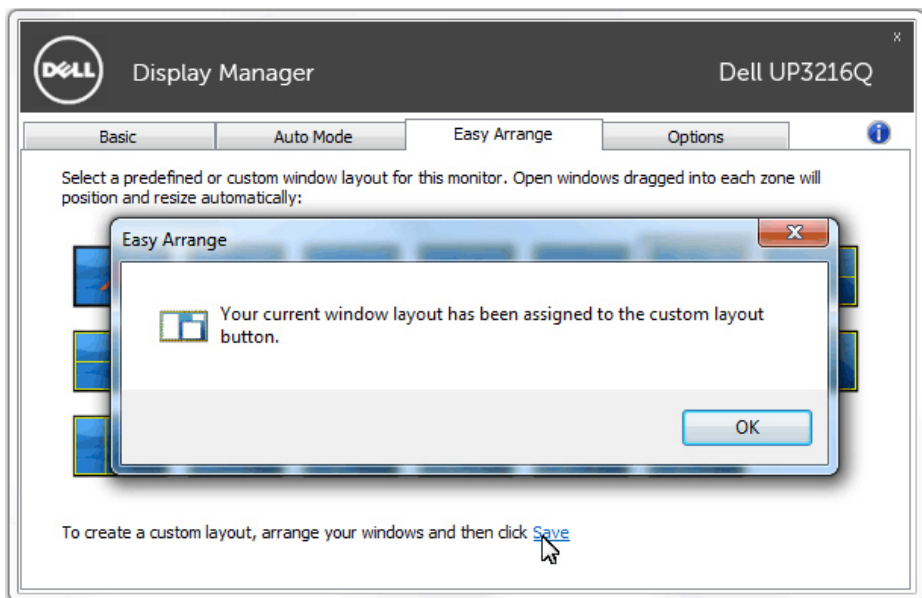 DELL
Display Manager
Dell UP3216Q
x
Basic
Auto Mode
Easy Arrange
Options
i
Select a predefined or custom window layout for this monitor. Open windows dragged into each zone will
position and resize automatically:
Easy Arrange
X
Your current window layout has been assigned to the custom layout
button.
OK
To create a custom layout, arrange your windows and then click Save